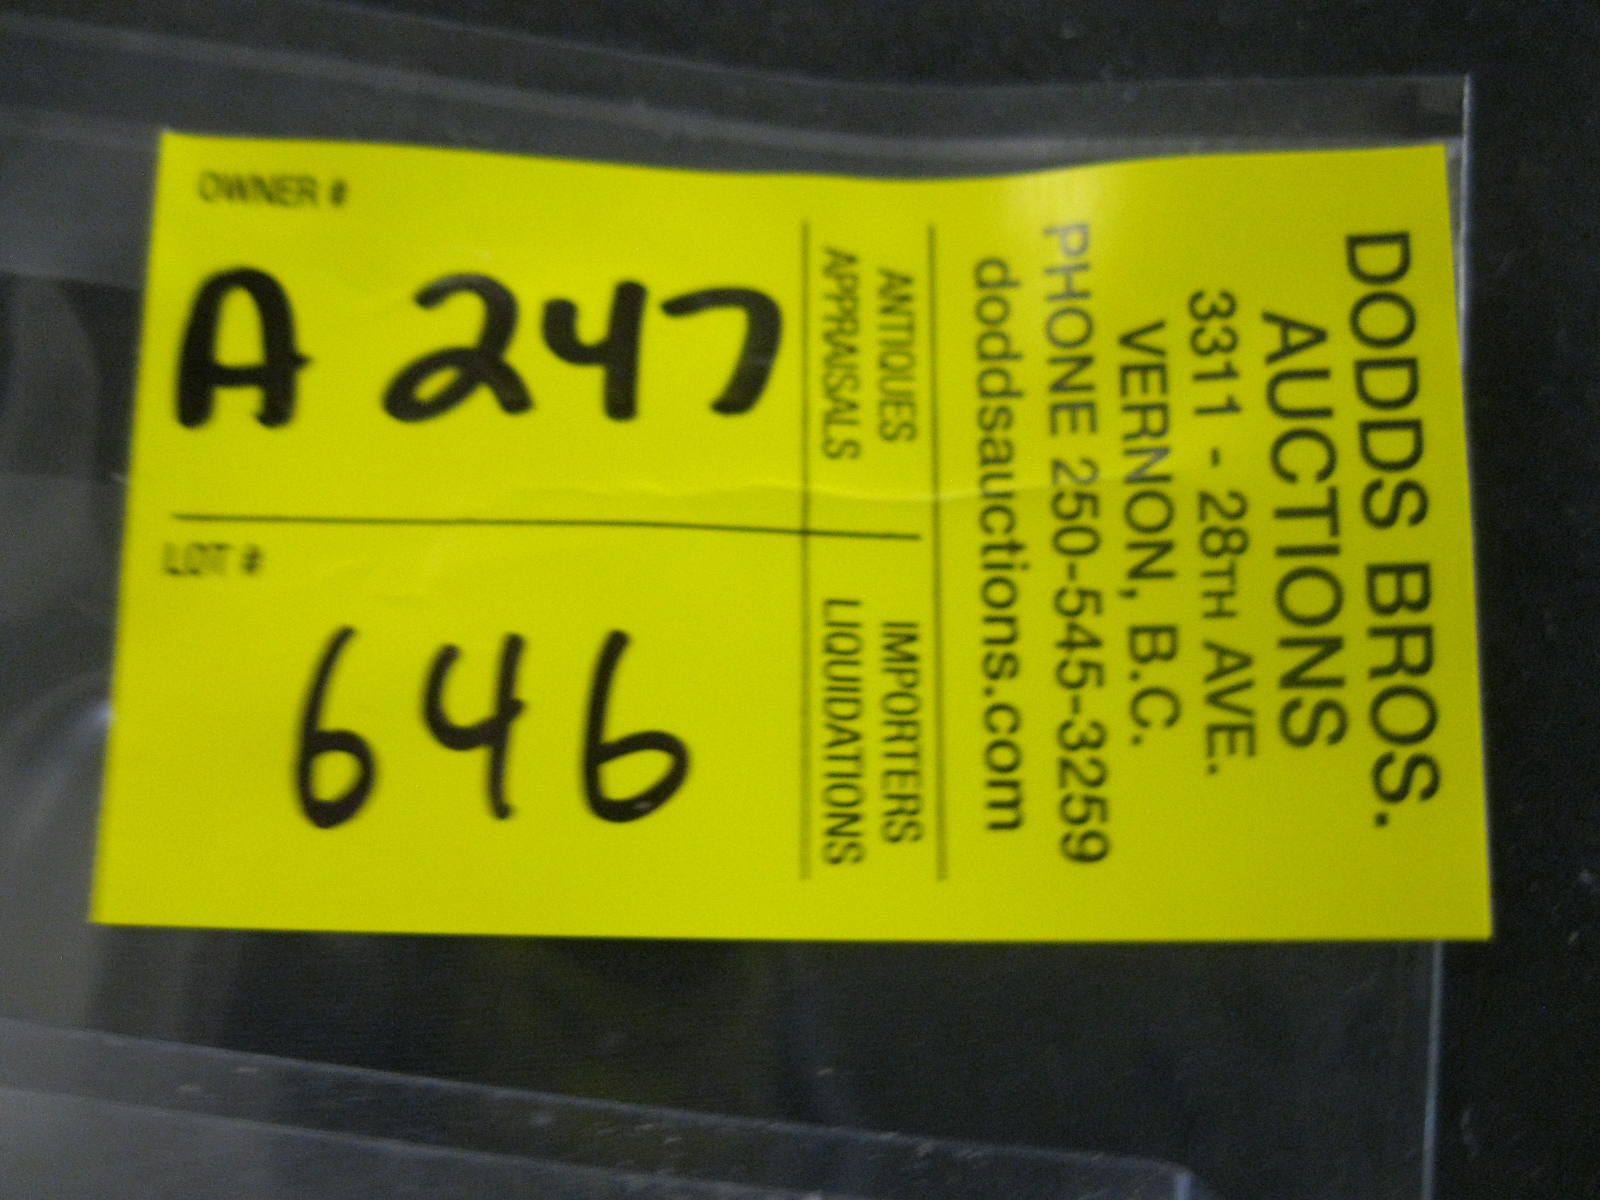 DODDS BROS.
AUCTIONS
3311 - 28TH AVE.
VERNON, B.C.
PHONE 250-545-3259
doddsauctions.com
ANTIQUES IMPORTERS
APPRAISALS LIQUIDATIONS
OWNER #
A 247
LOT #
646